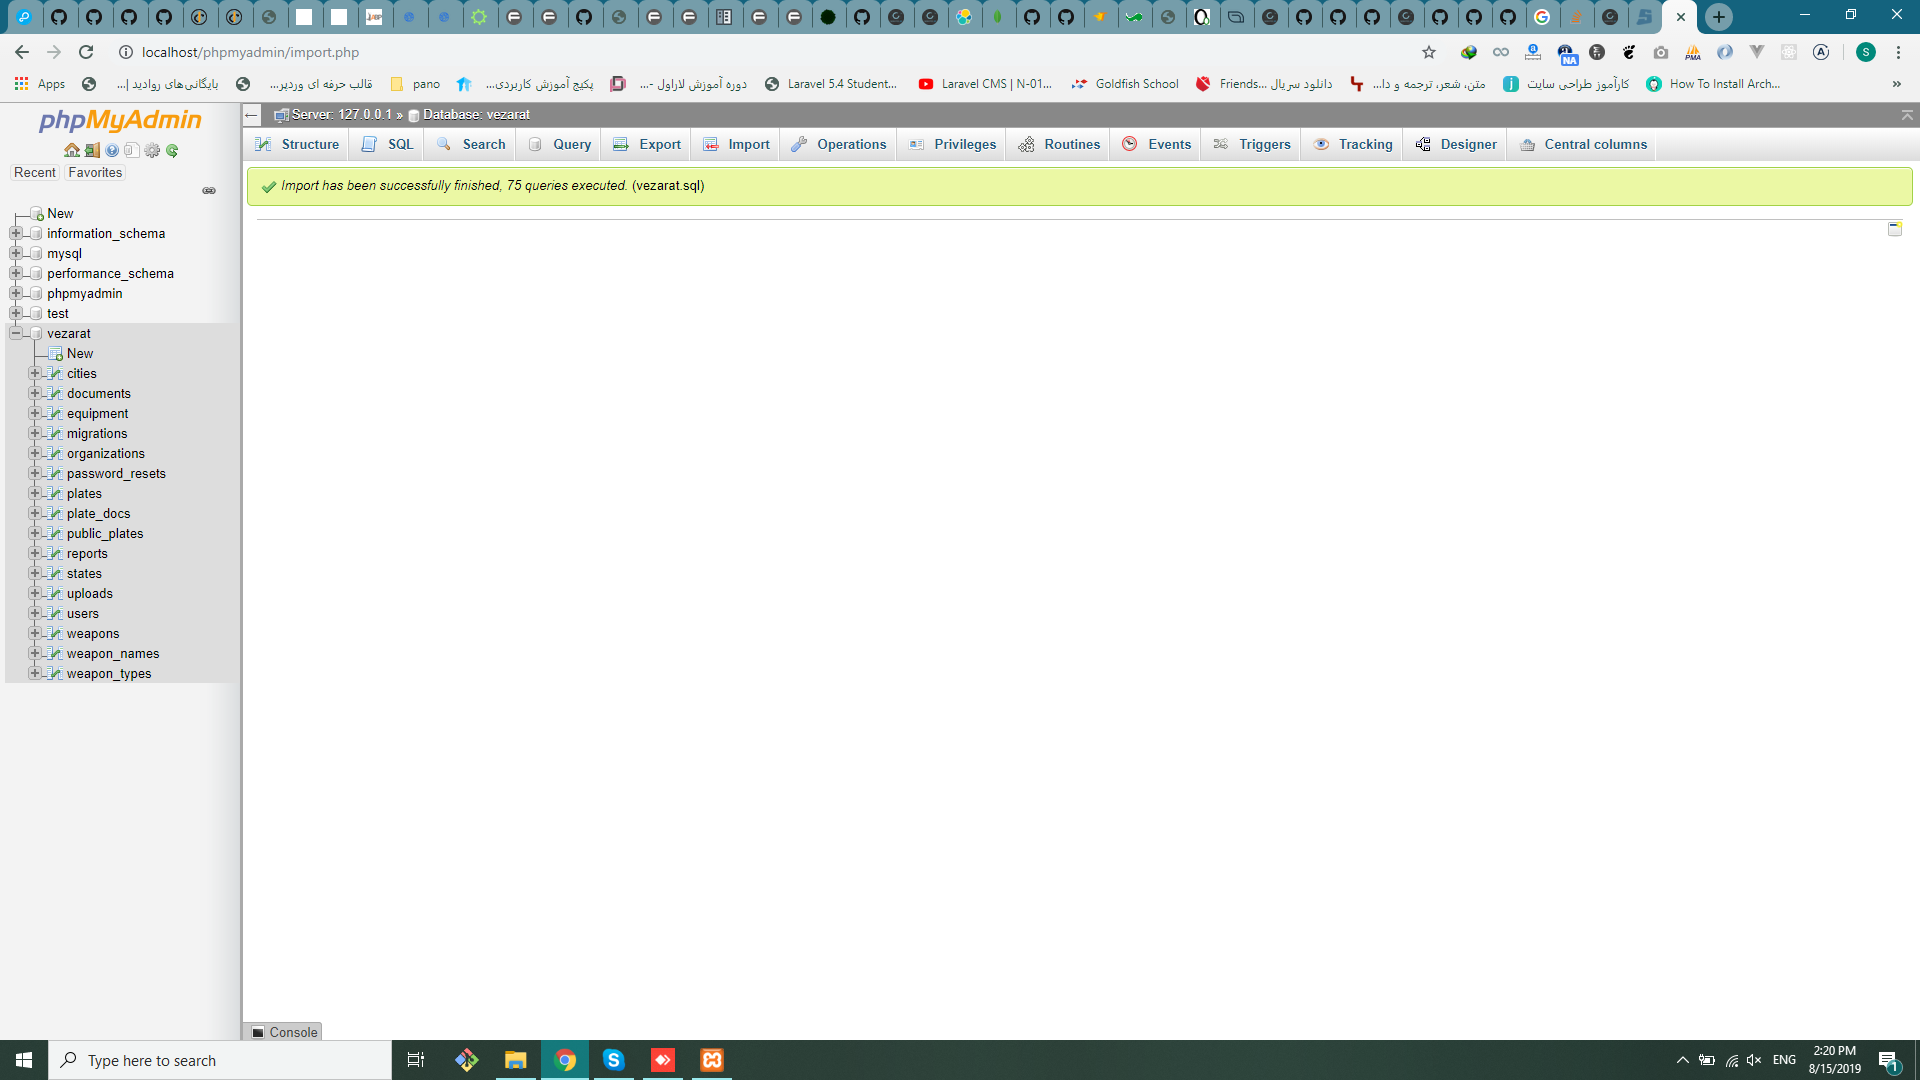 localhost/phpmyadmin/import.php
Apps
بایگانی‌های روادید |...
قالب حرفه ای وردپر...
pano
پکیج آموزش کاربردی...
دوره آموزش لاراول -...
Laravel 5.4 Student...
Laravel CMS | N-01...
Goldfish School
دانلود سریال Friends...
متن، شعر، ترجمه و دا...
کارآموز طراحی سایت
How To Install Arch...
»
phpMyAdmin
Recent
Favorites
Server: 127.0.0.1 » Database: vezarat
Structure
SQL
Search
Query
Export
Import
Operations
Privileges
Routines
Events
Triggers
Tracking
Designer
Central columns
Import has been successfully finished, 75 queries executed. (vezarat.sql)
New
information_schema
mysql
performance_schema
phpmyadmin
test
vezarat
New
cities
documents
equipment
migrations
organizations
password_resets
plates
plate_docs
public_plates
reports
states
uploads
users
weapons
weapon_names
weapon_types
Console
Type here to search
ENG
2:20 PM
8/15/2019
1